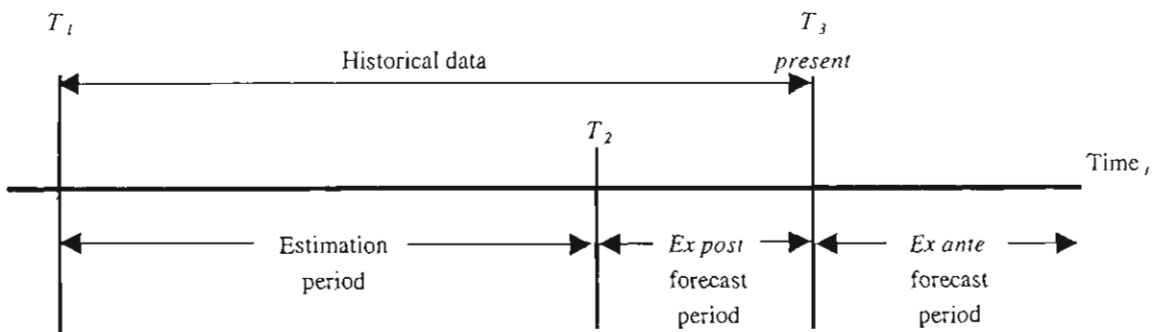 T1 T3
Historical data present
T2
Time t
Estimation period
Ex post forecast period
Ex ante forecast period